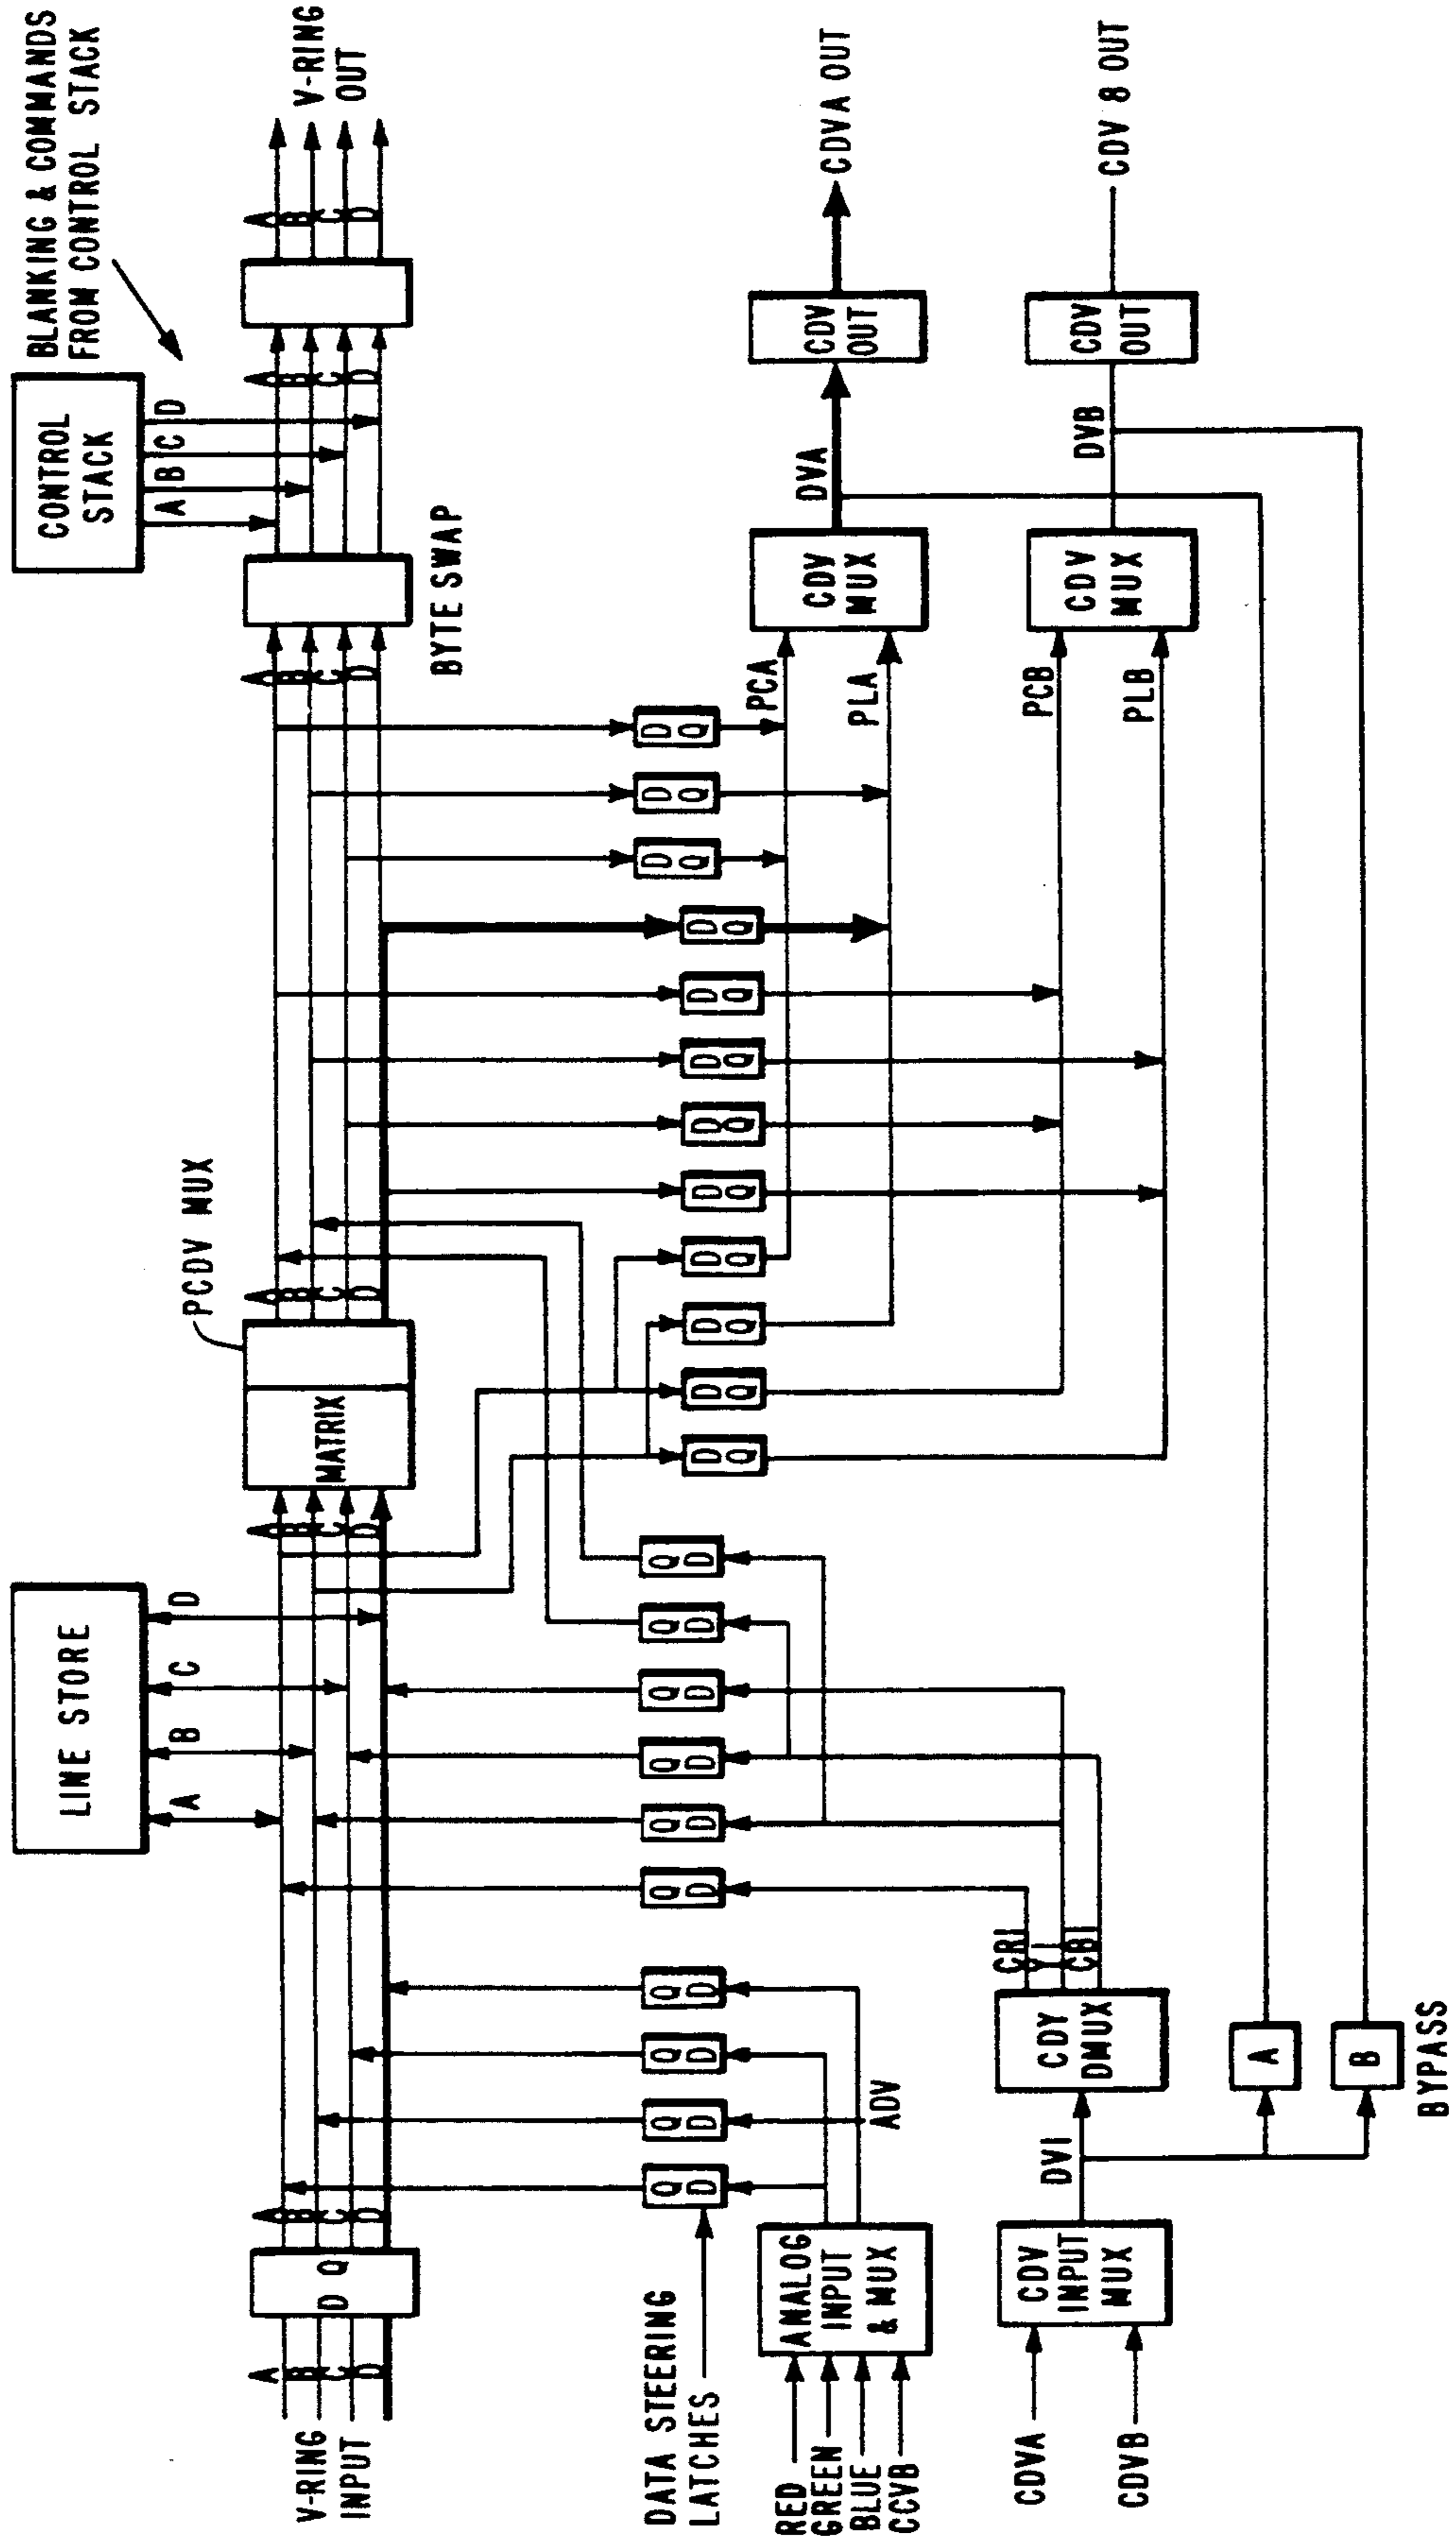 BLANKING & COMMANDS
FROM CONTROL STACK
CONTROL
STACK
A B C D
V-RING
OUT
A
B
C
D
A
B
C
D
BYTE SWAP
A
B
C
D
PCDV MUX
MATRIX
A
B
C
D
A
B
C
D
LINE STORE
A B C D
A
B
C
D
D Q
A
B
C
D
V-RING
INPUT
DATA STEERING
LATCHES
Q
D
Q
D
Q
D
Q
D
Q
D
Q
D
Q
D
Q
D
Q
D
Q
D
D
Q
D
Q
D
Q
D
Q
D
Q
D
Q
D
Q
D
Q
D
Q
D
Q
D
Q
D
Q
RED
GREEN
BLUE
CCVB
ANALOG
INPUT
& MUX
ADV
CDVA
CDVB
CDV
INPUT
MUX
DVI
CDY
DMUX
CRI
YI
CBI
A
B
BYPASS
PCA
PLA
PCB
PLB
CDV
MUX
CDV
MUX
DVA
DVB
CDV
OUT
CDV
OUT
CDVA OUT
CDV 8 OUT